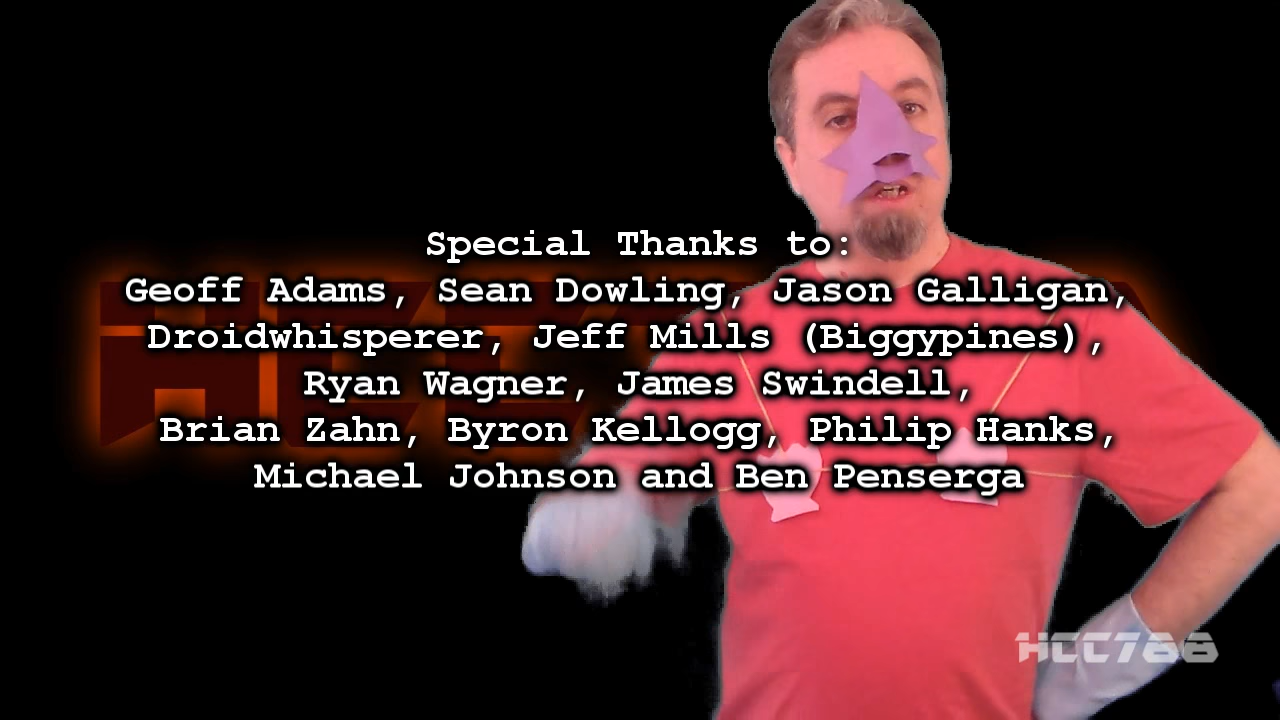 Special Thanks to:
Geoff Adams, Sean Dowling, Jason Galligan,
Droidwhisperer, Jeff Mills (Biggypines),
Ryan Wagner, James Swindell,
Brian Zahn, Byron Kellogg, Philip Hanks,
Michael Johnson and Ben Penserga
HCC788